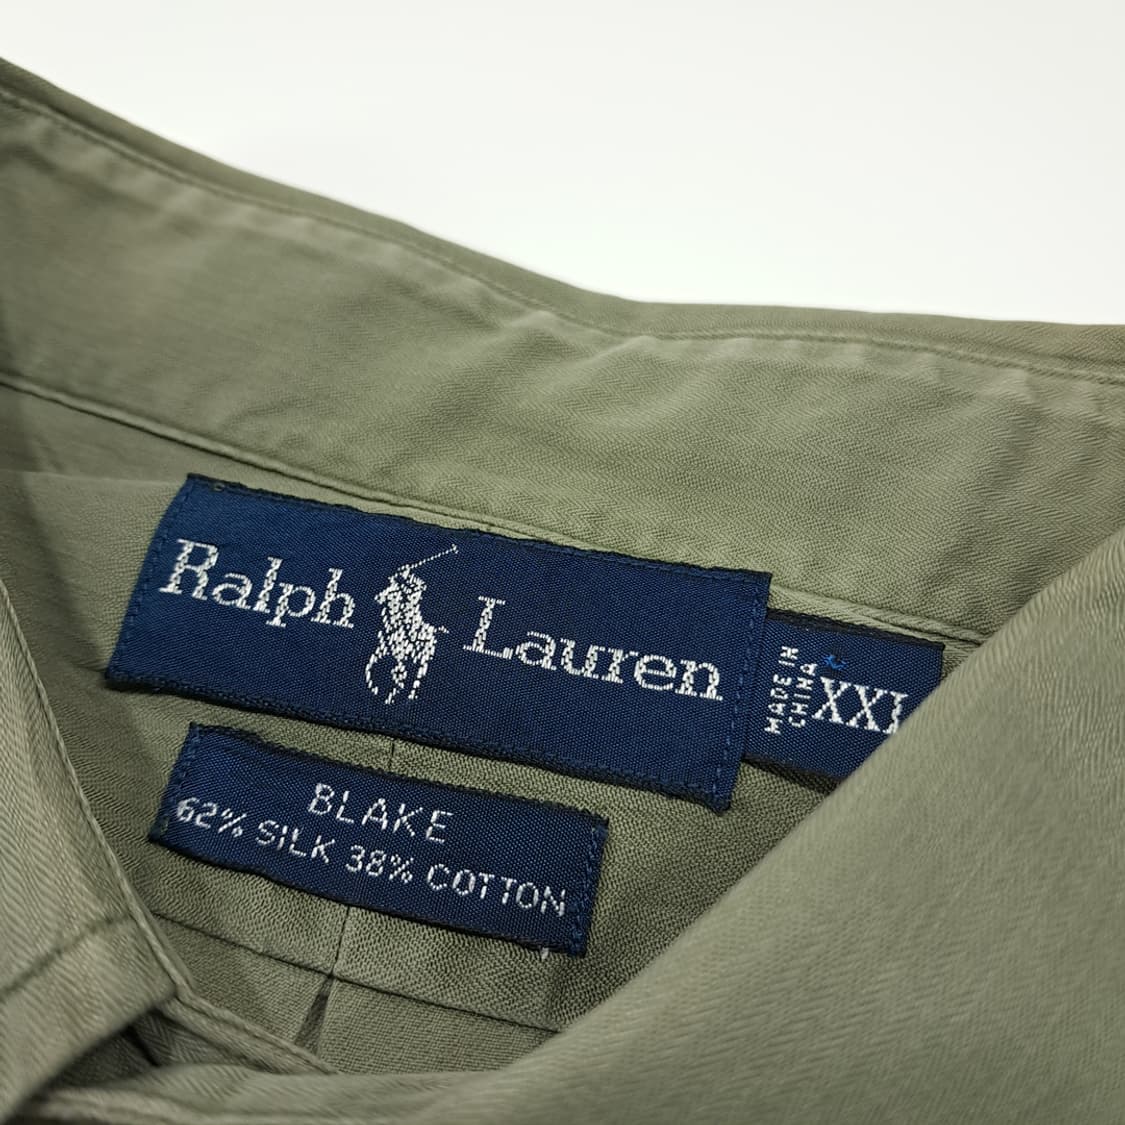 Ralph Lauren
MADE IN
CHINA
XXL
BLAKE
62% SILK 38% COTTON